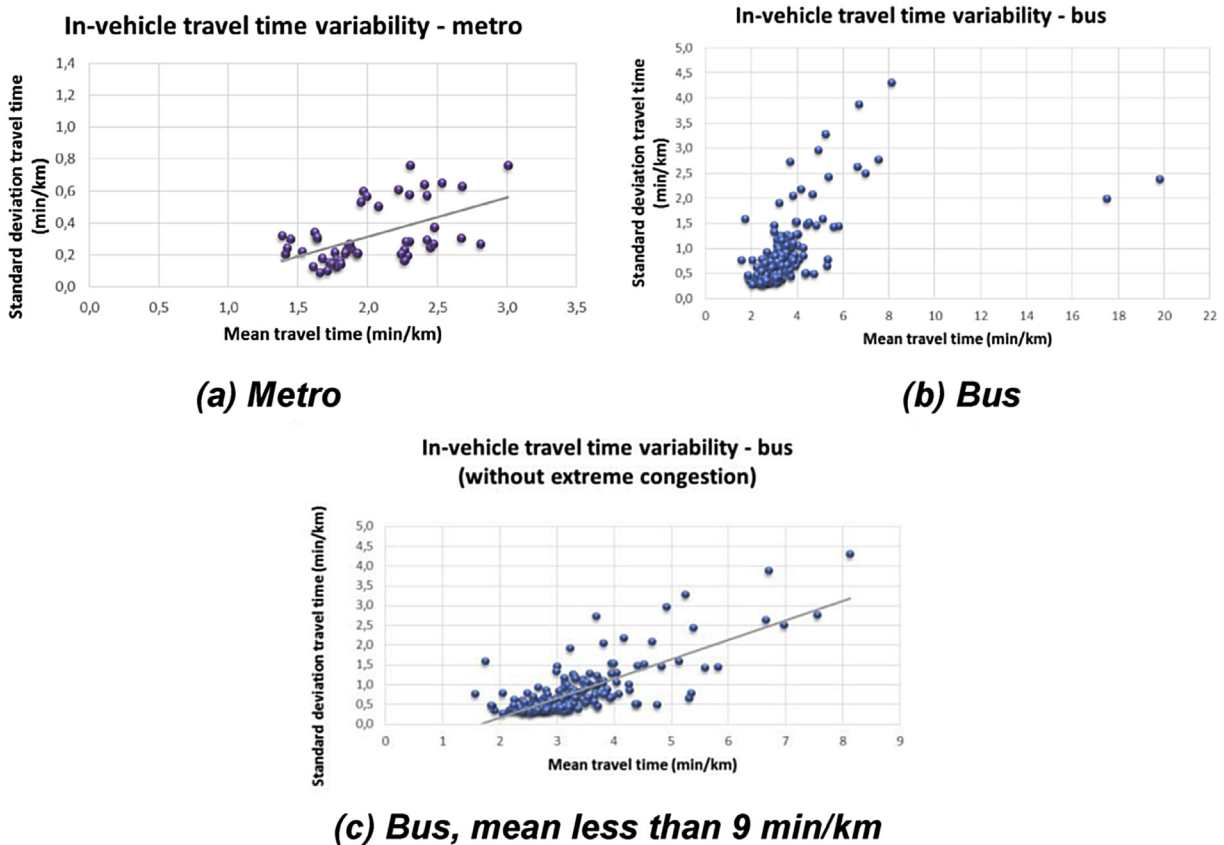 In-vehicle travel time variability - metro
Standard deviation travel time
(min/km)
1,4
1,2
1,0
0,8
0,6
0,4
0,2
0,0
0,0 0,5 1,0 1,5 2,0 2,5 3,0 3,5
Mean travel time (min/km)
(a) Metro
In-vehicle travel time variability - bus
Standard deviation travel time
(min/km)
5,0
4,5
4,0
3,5
3,0
2,5
2,0
1,5
1,0
0,5
0,0
0 2 4 6 8 10 12 14 16 18 20 22
Mean travel time (min/km)
(b) Bus
In-vehicle travel time variability - bus
(without extreme congestion)
Standard deviation travel time (min/km)
5,0
4,5
4,0
3,5
3,0
2,5
2,0
1,5
1,0
0,5
0,0
0 1 2 3 4 5 6 7 8 9
Mean travel time (min/km)
(c) Bus, mean less than 9 min/km